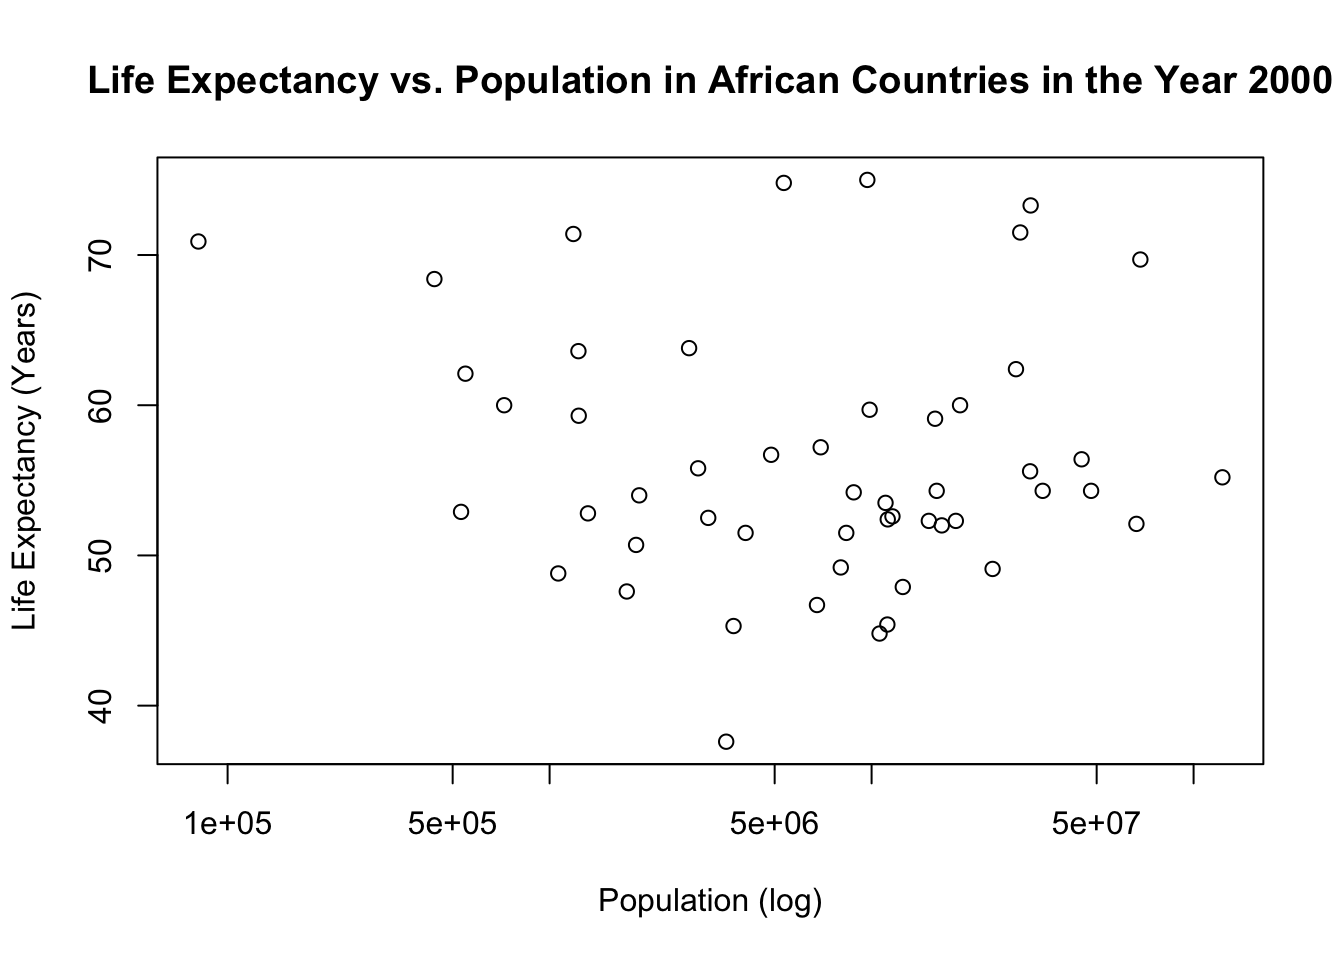 Life Expectancy vs. Population in African Countries in the Year 2000
Life Expectancy (Years)
70
60
50
40
1e+05 5e+05 5e+06 5e+07
Population (log)